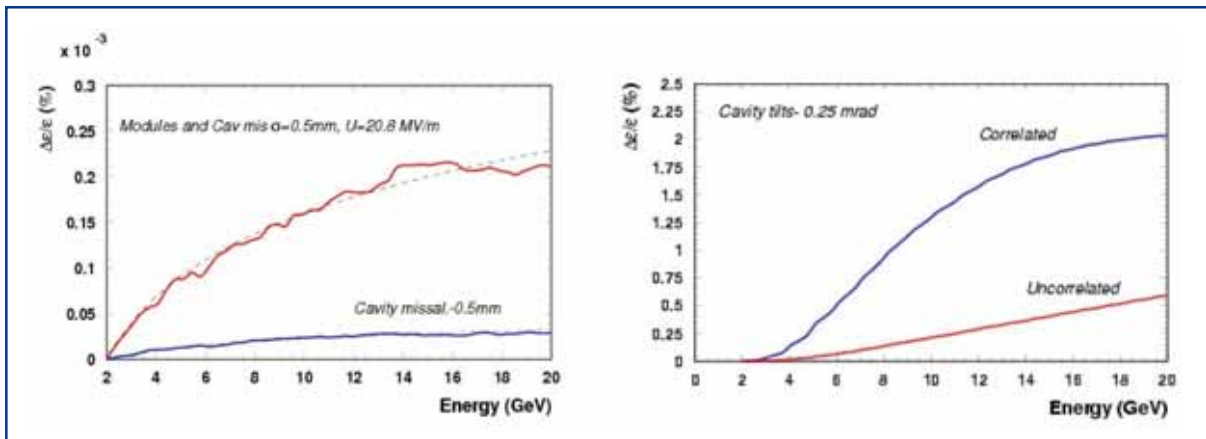 x 10 -3
Δε/ε (%)
0.3
0.25
0.2
0.15
0.1
0.05
0
Modules and Cav mis-σ=0.5mm, U=20.8 MV/m
Cavity missal.-0.5mm
2 4 6 8 10 12 14 16 18 20
Energy (GeV)
Δε/ε (%)
2.5
2.25
2
1.75
1.5
1.25
1
0.75
0.5
0.25
0
Cavity tilts- 0.25 mrad
Correlated
Uncorrelated
0 2 4 6 8 10 12 14 16 18 20
Energy (GeV)